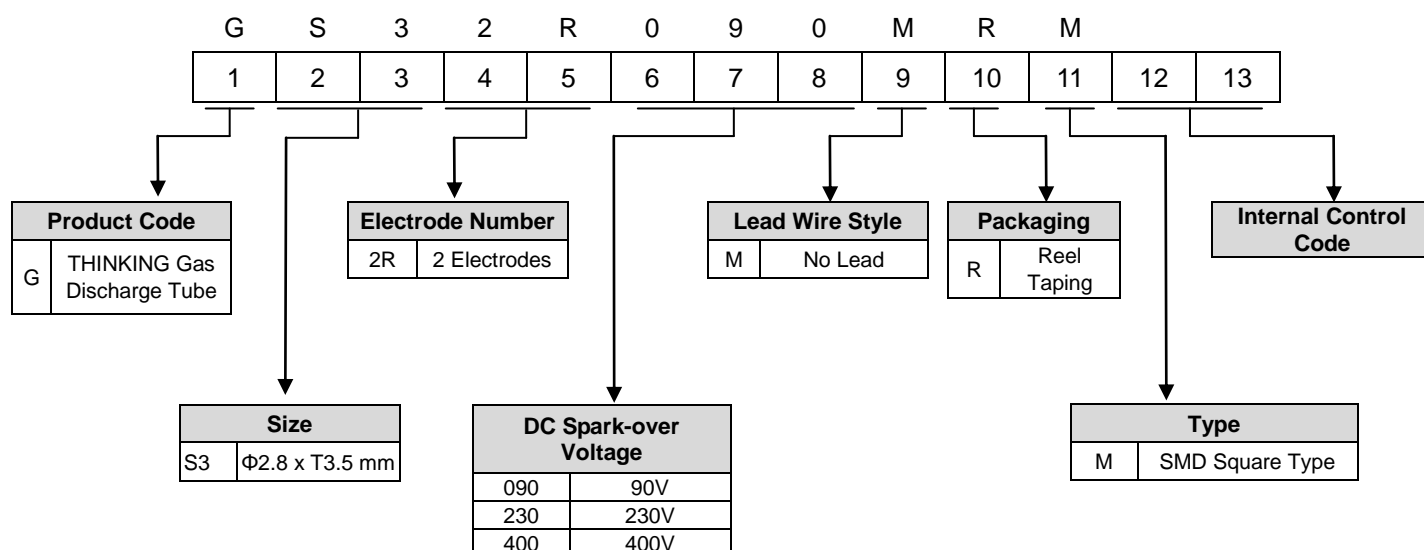 G S 3 2 R 0 9 0 M R M
1 2 3 4 5 6 7 8 9 10 11 12 13
Product Code
G THINKING Gas
Discharge Tube
Electrode Number
2R 2 Electrodes
Lead Wire Style
M No Lead
Packaging
R Reel
Taping
Internal Control
Code
Size
S3 Φ2.8 x T3.5 mm
DC Spark-over
Voltage
090 90V
230 230V
400 400V
Type
M SMD Square Type